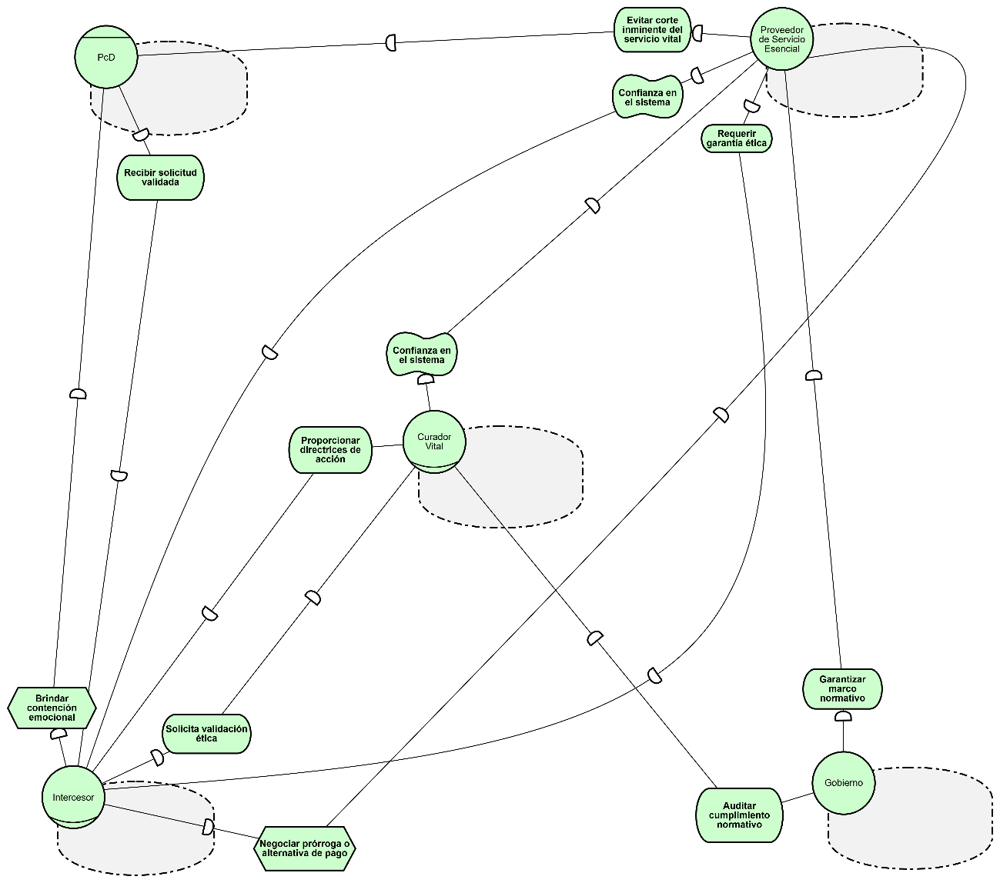 Evitar corte
inminente del
servicio vital
Proveedor
de Servicio
Esencial
PcD
Confianza en
el sistema
Requerir
garantía ética
Recibir solicitud
validada
Confianza en
el sistema
Proporcionar
directrices de
acción
Curador
Vital
Garantizar
marco
normativo
Brindar
contención
emocional
Solicita validación
ética
Intercesor
Gobierno
Auditar
cumplimiento
normativo
Negociar prórroga o
alternativa de pago